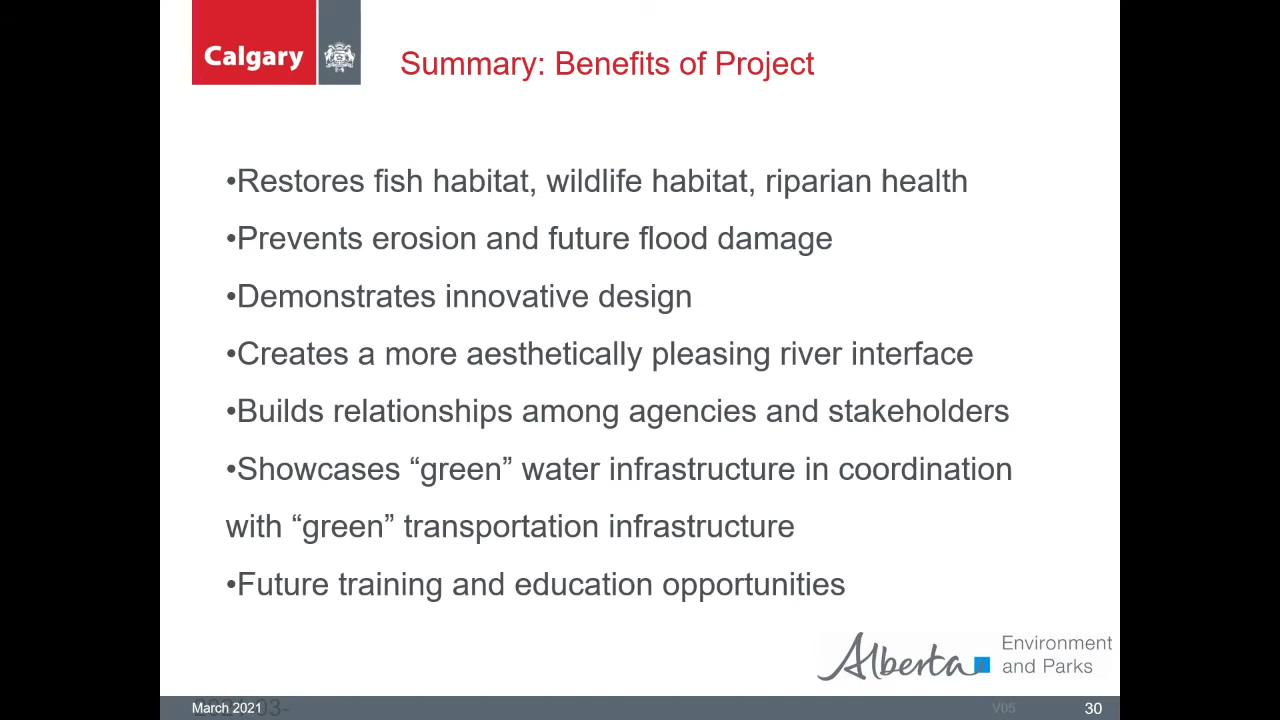 Calgary
Summary: Benefits of Project
•Restores fish habitat, wildlife habitat, riparian health
•Prevents erosion and future flood damage
•Demonstrates innovative design
•Creates a more aesthetically pleasing river interface
•Builds relationships among agencies and stakeholders
•Showcases “green” water infrastructure in coordination
with “green” transportation infrastructure
•Future training and education opportunities
Alberta
Environment
and Parks
March 2021
V05
30